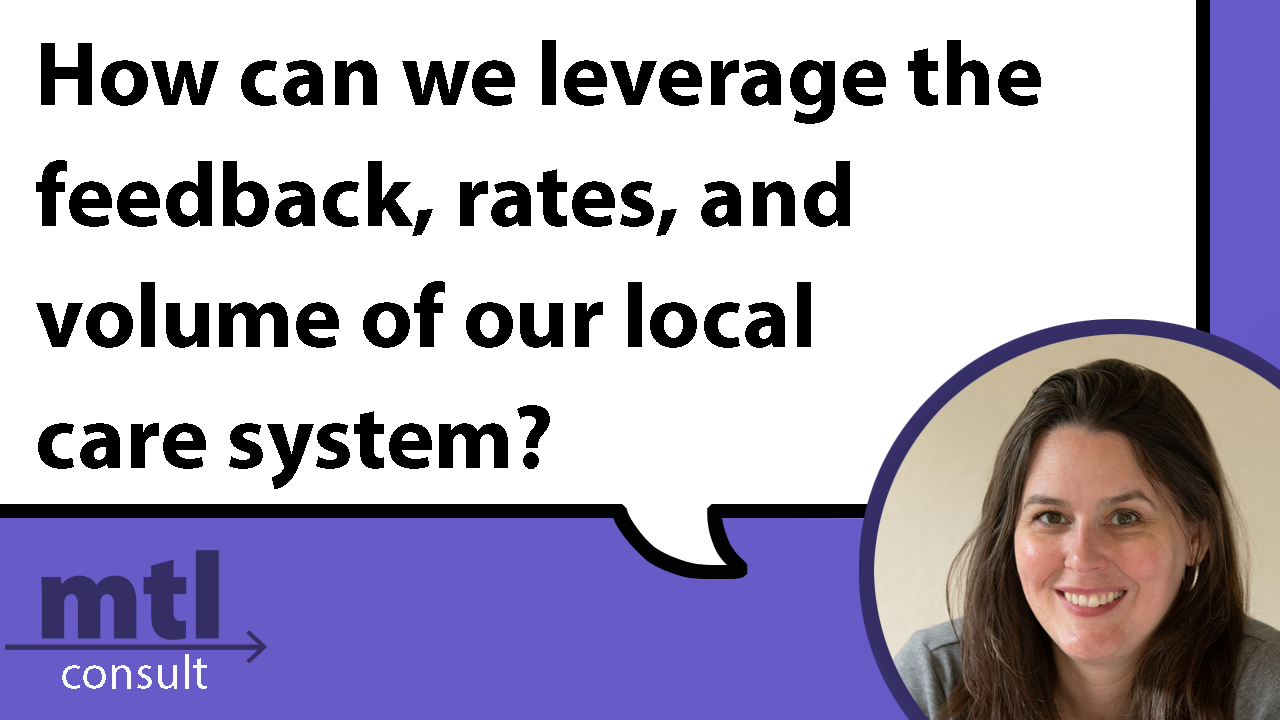 How can we leverage the
feedback, rates, and
volume of our local
care system?
mtl
consult